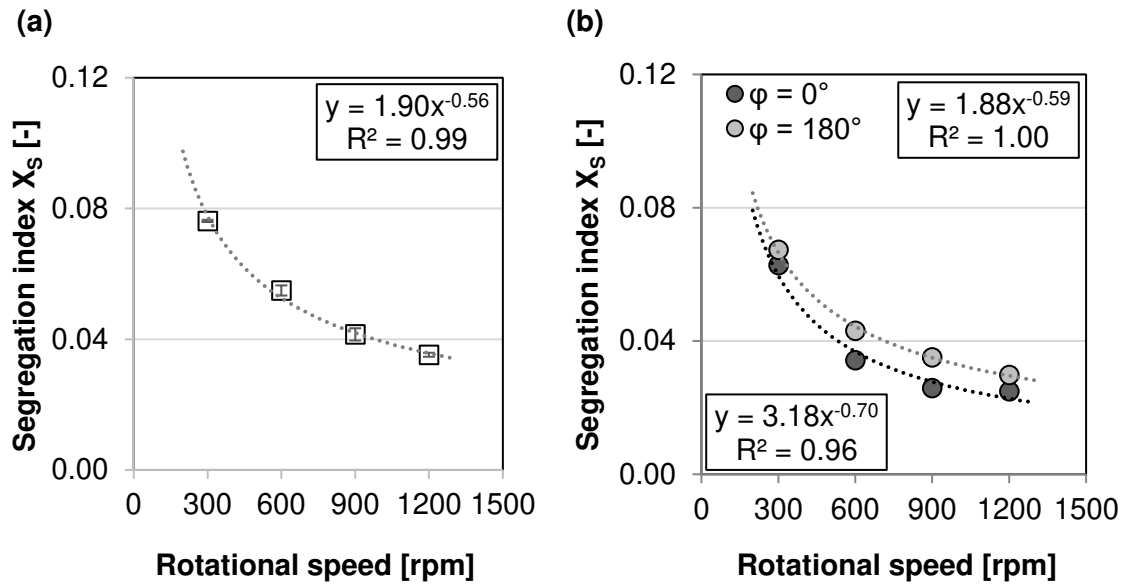 (a)
0.12
0.08
0.04
0.00
Segregation index X_S [-]
y = 1.90x^-0.56
R² = 0.99
0 300 600 900 1200 1500
Rotational speed [rpm]
(b)
0.12
0.08
0.04
0.00
Segregation index X_S [-]
φ = 0°
φ = 180°
y = 1.88x^-0.59
R² = 1.00
y = 3.18x^-0.70
R² = 0.96
0 300 600 900 1200 1500
Rotational speed [rpm]